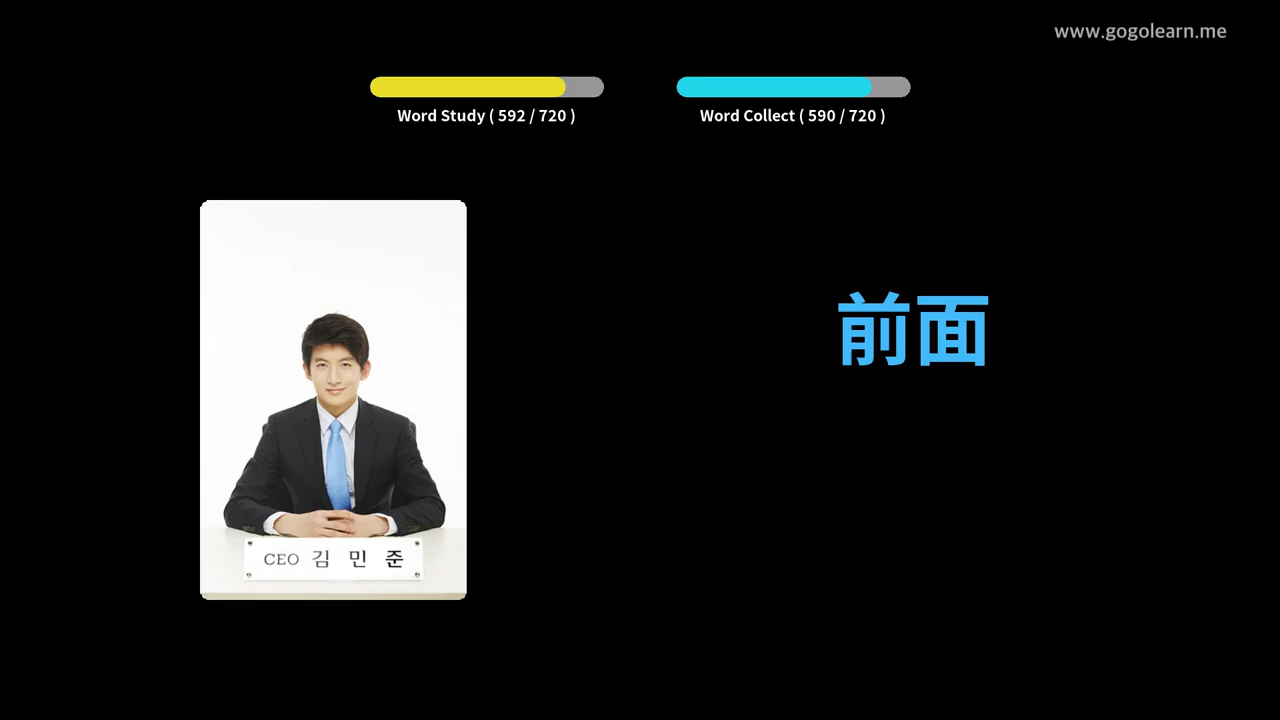 www.gogolearn.me
Word Study ( 592 / 720 )
Word Collect ( 590 / 720 )
前面
CEO 김 민 준